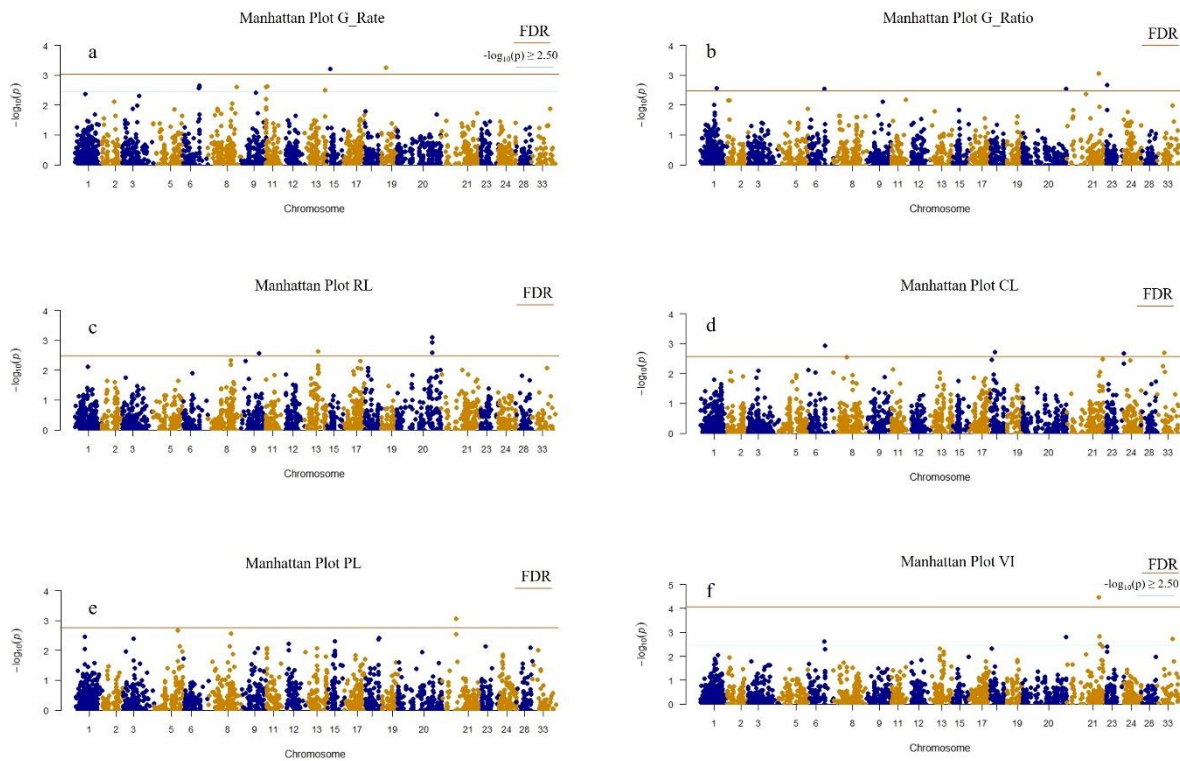 Manhattan Plot G_Rate
FDR
-log₁₀(p) ≥ 2.50
a
−log₁₀(p)
4
3
2
1
0
1 2 3 5 6 8 9 11 12 13 15 17 19 20 21 23 24 28 33
Chromosome
Manhattan Plot G_Ratio
FDR
b
−log₁₀(p)
4
3
2
1
0
1 2 3 5 6 8 9 11 13 15 17 19 20 21 23 24 28 33
Chromosome
Manhattan Plot RL
FDR
c
−log₁₀(p)
4
3
2
1
0
1 2 3 5 6 8 9 11 12 13 17 18 20 21 23 24 28 33
Chromosome
Manhattan Plot CL
FDR
d
−log₁₀(p)
4
3
2
1
0
1 2 3 5 6 8 9 11 12 13 15 17 18 19 20 21 23 24 28 33
Chromosome
Manhattan Plot PL
FDR
e
−log₁₀(p)
4
3
2
1
0
1 2 3 5 6 8 9 11 12 13 15 17 18 20 21 23 24 28 33
Chromosome
Manhattan Plot VI
FDR
-log₁₀(p) ≥ 2.50
f
−log₁₀(p)
5
4
3
2
1
0
1 2 3 5 6 8 9 11 12 13 15 17 19 20 21 23 24 28 33
Chromosome